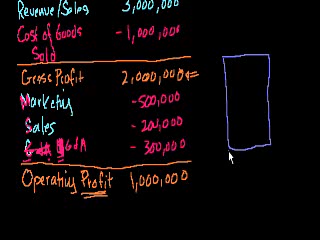 Revenue/Sales 3,000,000
Cost of Goods - 1,000,000
Sold
Gross Profit 2,000,000
Marketing -500,000
Sales -200,000
G&A - 300,000
Operating Profit 1,000,000